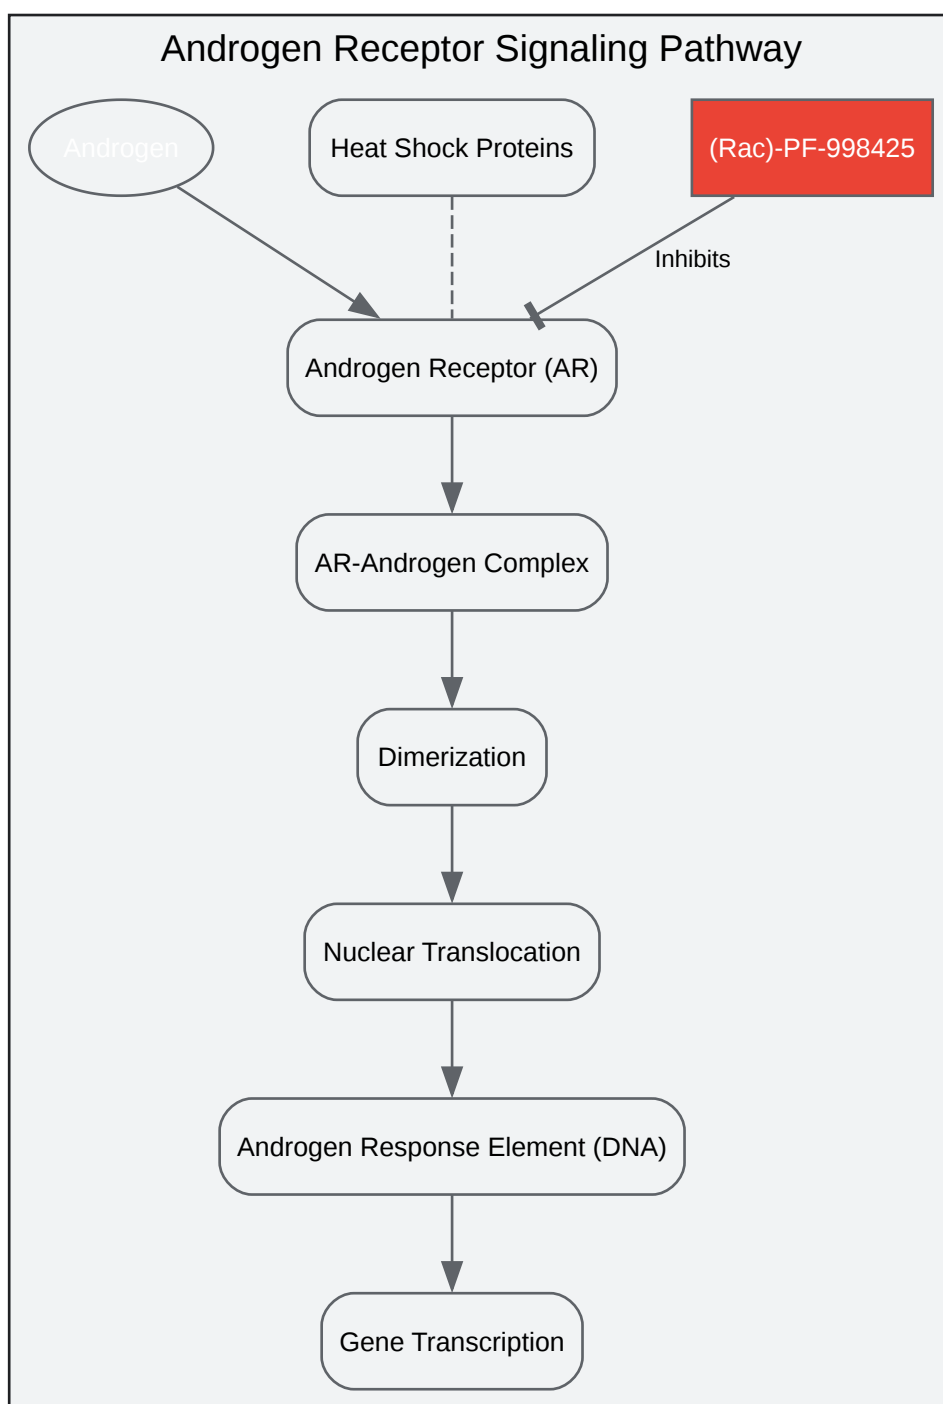 Androgen Receptor Signaling Pathway
Androgen
Heat Shock Proteins
(Rac)-PF-998425
Inhibits
Androgen Receptor (AR)
AR-Androgen Complex
Dimerization
Nuclear Translocation
Androgen Response Element (DNA)
Gene Transcription